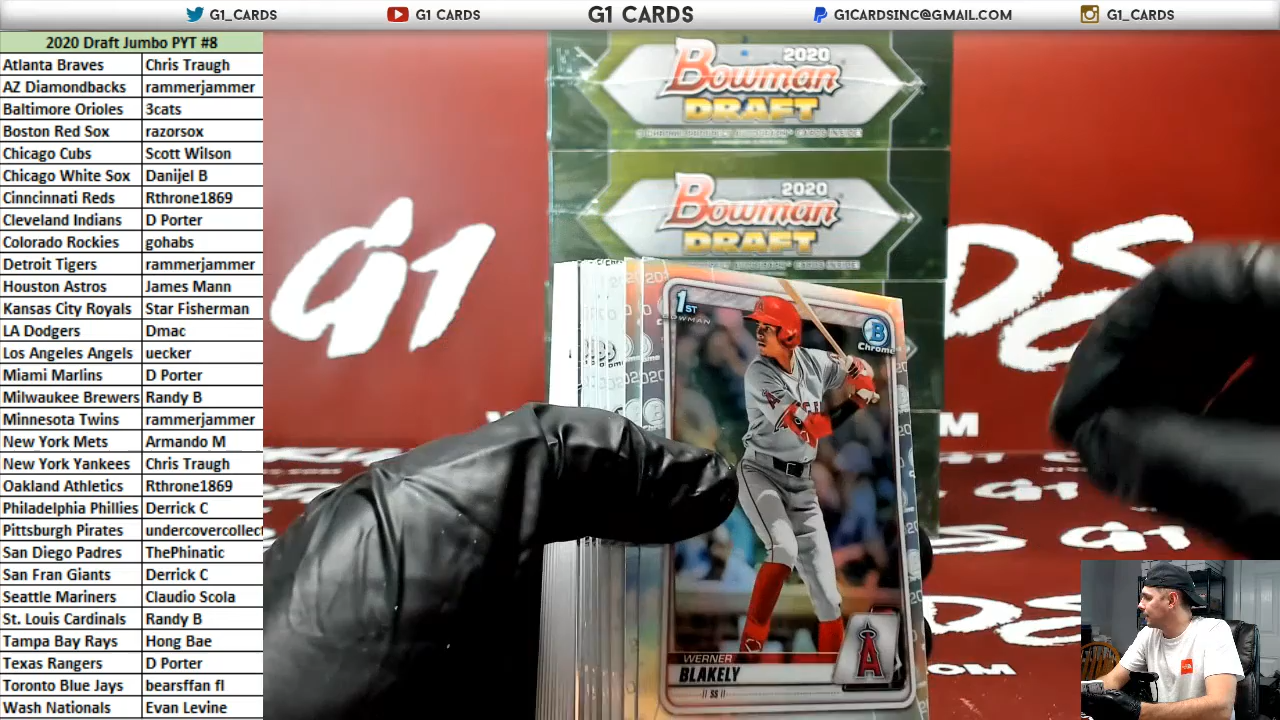 G1_CARDS
G1 CARDS
G1 CARDS
G1CARDSINC@GMAIL.COM
G1_CARDS
2020 Draft Jumbo PYT #8
Atlanta Braves Chris Traugh
AZ Diamondbacks rammerjammer
Baltimore Orioles 3cats
Boston Red Sox razorsox
Chicago Cubs Scott Wilson
Chicago White Sox Danijel B
Cinncinnati Reds Rthrone1869
Cleveland Indians D Porter
Colorado Rockies gohabs
Detroit Tigers rammerjammer
Houston Astros James Mann
Kansas City Royals Star Fisherman
LA Dodgers Dmac
Los Angeles Angels uecker
Miami Marlins D Porter
Milwaukee Brewers Randy B
Minnesota Twins rammerjammer
New York Mets Armando M
New York Yankees Chris Traugh
Oakland Athletics Rthrone1869
Philadelphia Phillies Derrick C
Pittsburgh Pirates undercovercollect
San Diego Padres ThePhinatic
San Fran Giants Derrick C
Seattle Mariners Claudio Scola
St. Louis Cardinals Randy B
Tampa Bay Rays Hong Bae
Texas Rangers D Porter
Toronto Blue Jays bearsffan fl
Wash Nationals Evan Levine
2020
Bowman
DRAFT
2020
Bowman
DRAFT
G1
DS
1ST
BOWMAN
B
Chrome
A
WERNER
BLAKELY
SS
G1
DS
OM